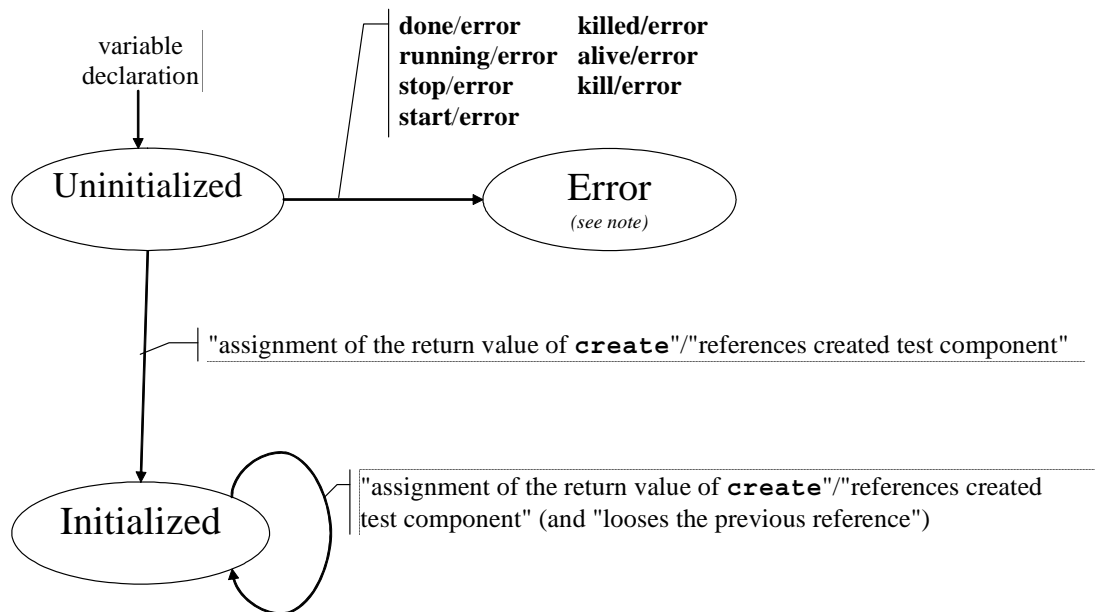 variable
declaration
done/error killed/error
running/error alive/error
stop/error kill/error
start/error
Uninitialized
Error
(see note)
"assignment of the return value of create"/"references created test component"
Initialized
"assignment of the return value of create"/"references created
test component" (and "looses the previous reference")